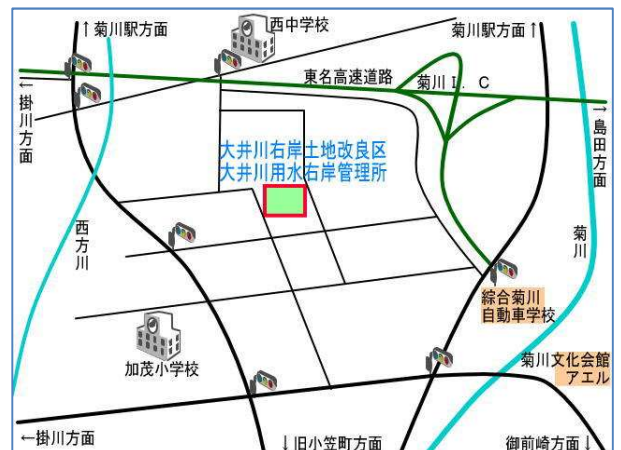 ↑菊川駅方面
西中学校
菊川駅方面↑
東名高速道路
菊川I.C
←掛川方面
→島田方面
大井川右岸土地改良区
大井川用水右岸管理所
西方川
菊川
綜合菊川
自動車学校
加茂小学校
菊川文化会館
アエル
←掛川方面
↓旧小笠町方面
御前崎方面↓